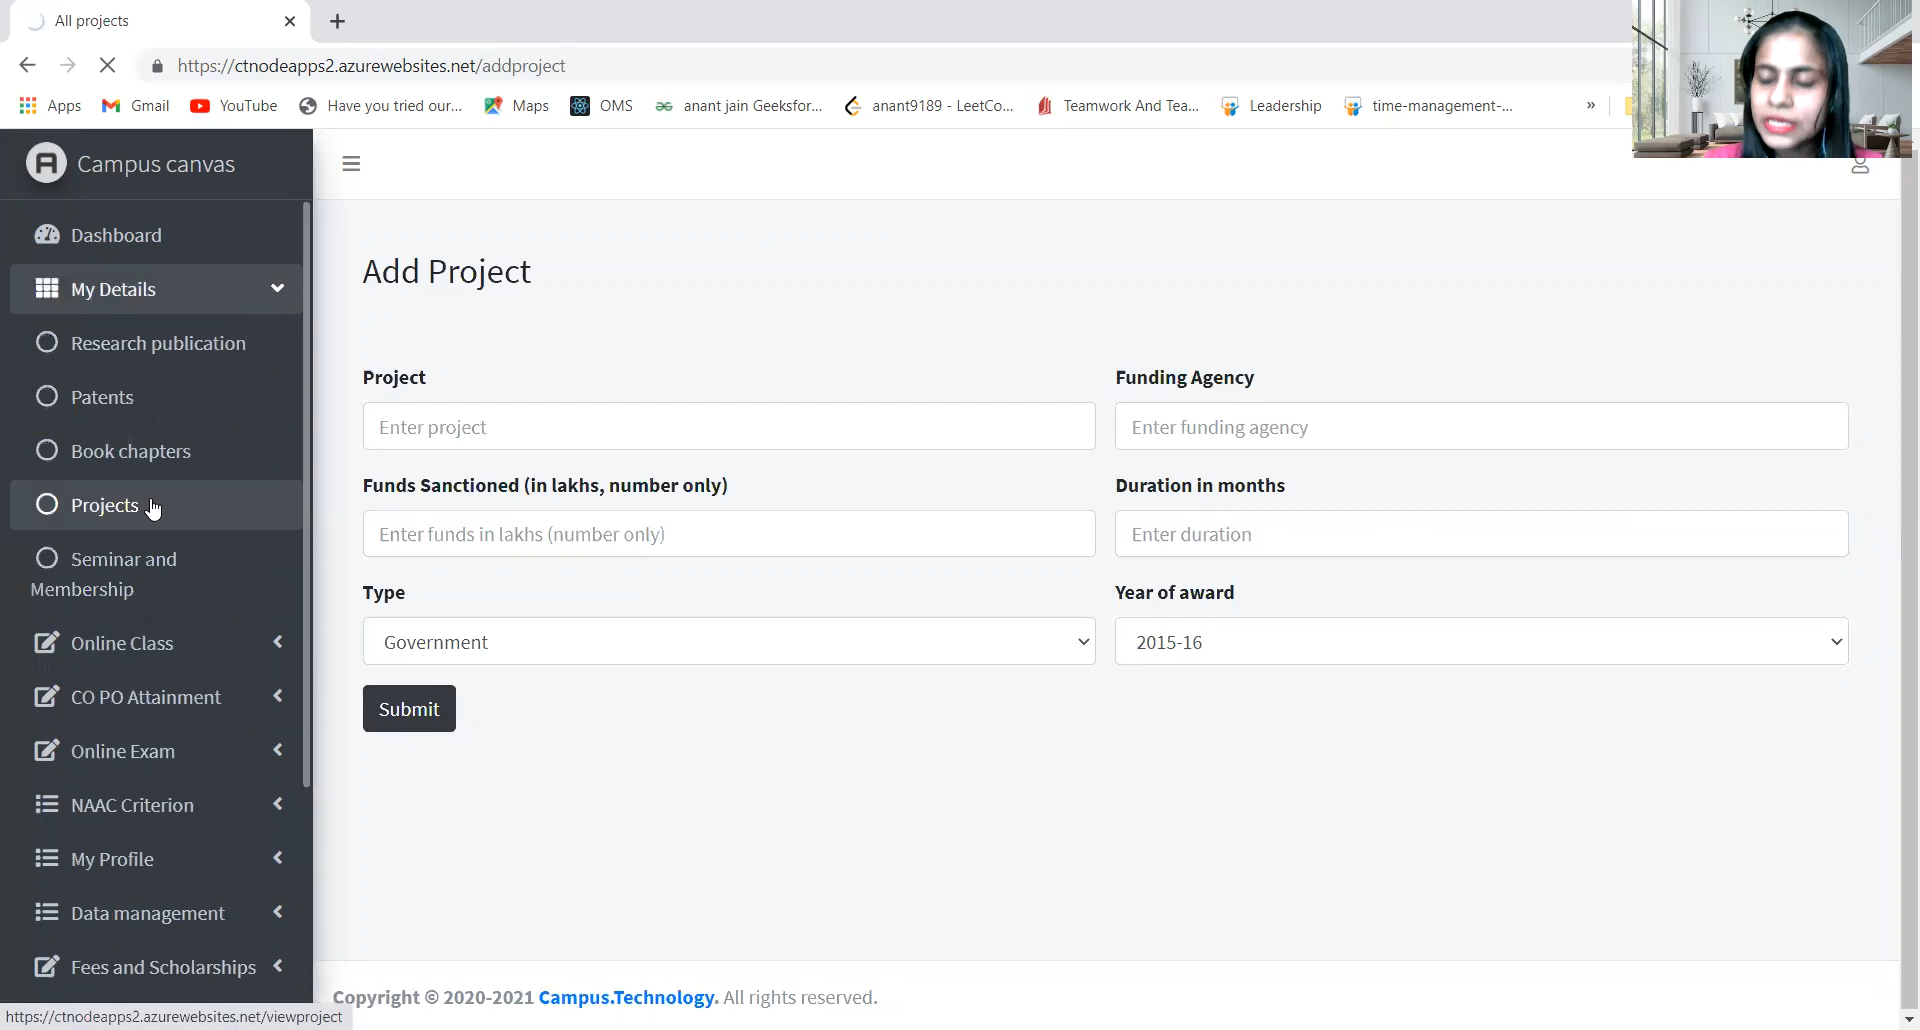 All projects
https://ctnodeapps2.azurewebsites.net/addproject
Apps Gmail YouTube Have you tried our... Maps OMS anant jain Geeksfor... anant9189 - LeetCo... Teamwork And Tea... Leadership time-management-... »
Campus canvas
Dashboard
My Details
Research publication
Patents
Book chapters
Projects
Seminar and
Membership
Online Class
CO PO Attainment
Online Exam
NAAC Criterion
My Profile
Data management
Fees and Scholarships
https://ctnodeapps2.azurewebsites.net/viewproject
Add Project
Project Funding Agency
Enter project Enter funding agency
Funds Sanctioned (in lakhs, number only) Duration in months
Enter funds in lakhs (number only) Enter duration
Type Year of award
Government 2015-16
Submit
Copyright © 2020-2021 Campus.Technology. All rights reserved.